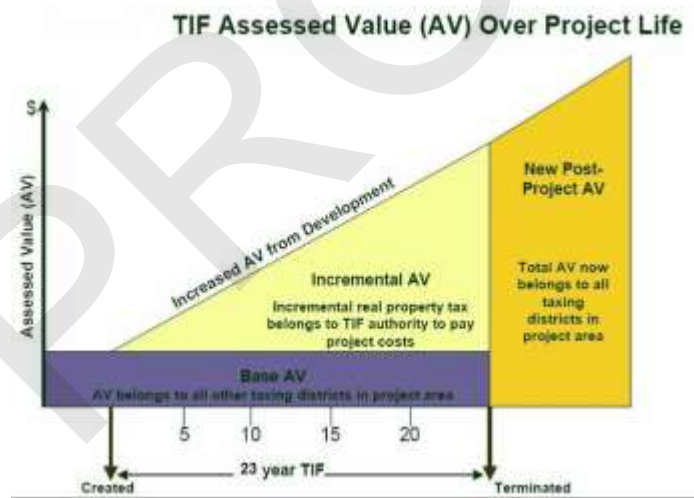 TIF Assessed Value (AV) Over Project Life
$
Assessed Value (AV)
Increased AV from Development
Incremental AV
Incremental real property tax
belongs to TIF authority to pay
project costs
New Post-
Project AV
Total AV now
belongs to all
taxing
districts in
project area
Base AV
AV belongs to all other taxing districts in project area
5
10
15
20
23 year TIF
Created
Terminated